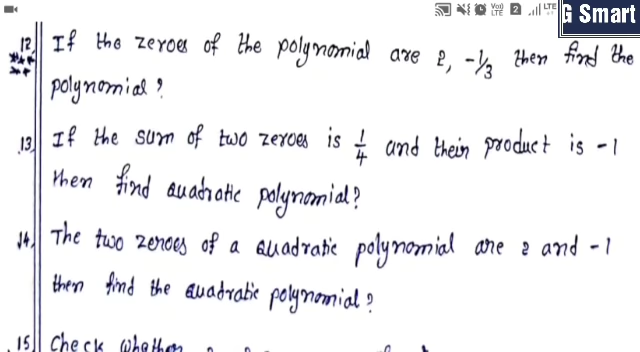 G Smart
12. If the zeroes of the polynomial are 2, -1/3 then find the
polynomial?
13. If the sum of two zeroes is 1/4 and their product is -1
then find quadratic polynomial?
14. The two zeroes of a quadratic polynomial are 2 and -1
then find the quadratic polynomial?
15. Check whether